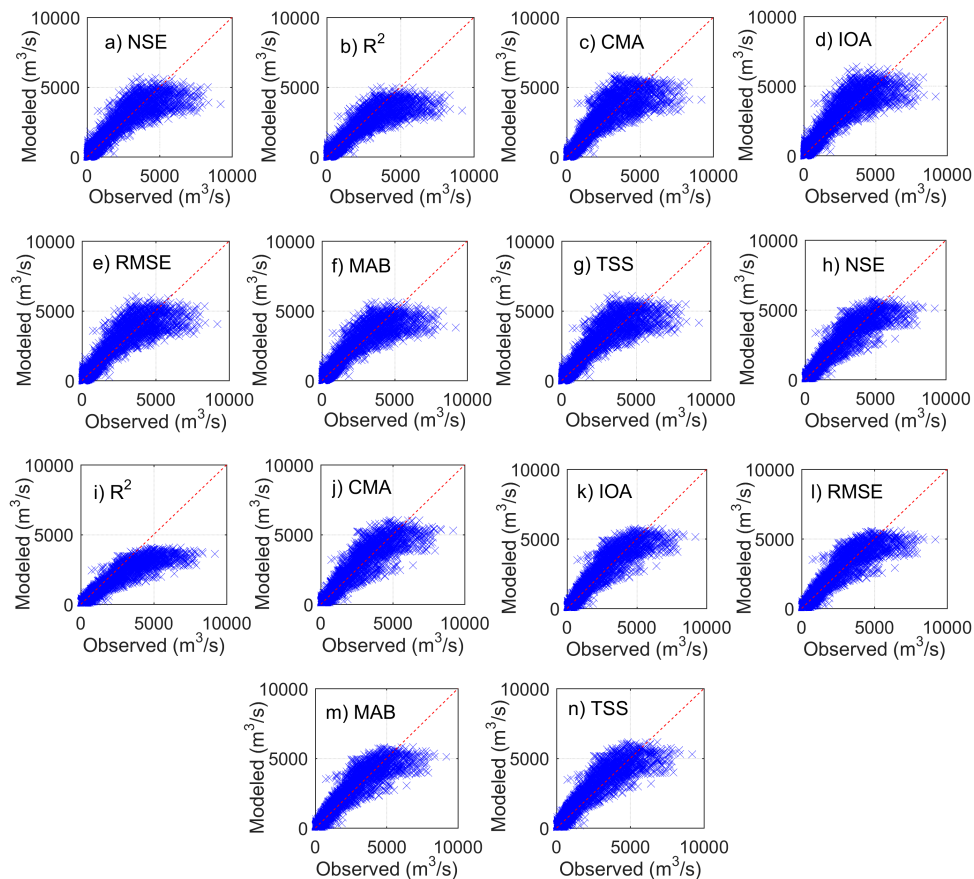 a) NSE
10000
5000
0
Modeled (m³/s)
0 5000 10000
Observed (m³/s)
b) R²
10000
5000
0
Modeled (m³/s)
0 5000 10000
Observed (m³/s)
c) CMA
10000
5000
0
Modeled (m³/s)
0 5000 10000
Observed (m³/s)
d) IOA
10000
5000
0
Modeled (m³/s)
0 5000 10000
Observed (m³/s)
e) RMSE
10000
5000
0
Modeled (m³/s)
0 5000 10000
Observed (m³/s)
f) MAB
10000
5000
0
Modeled (m³/s)
0 5000 10000
Observed (m³/s)
g) TSS
10000
5000
0
Modeled (m³/s)
0 5000 10000
Observed (m³/s)
h) NSE
10000
5000
0
Modeled (m³/s)
0 5000 10000
Observed (m³/s)
i) R²
10000
5000
0
Modeled (m³/s)
0 5000 10000
Observed (m³/s)
j) CMA
10000
5000
0
Modeled (m³/s)
0 5000 10000
Observed (m³/s)
k) IOA
10000
5000
0
Modeled (m³/s)
0 5000 10000
Observed (m³/s)
l) RMSE
10000
5000
0
Modeled (m³/s)
0 5000 10000
Observed (m³/s)
m) MAB
10000
5000
0
Modeled (m³/s)
0 5000 10000
Observed (m³/s)
n) TSS
10000
5000
0
Modeled (m³/s)
0 5000 10000
Observed (m³/s)